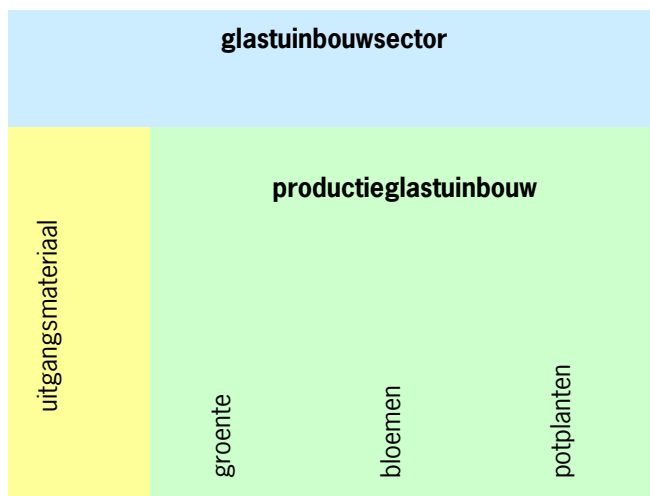 glastuinbouwsector
productieglastuinbouw
uitgangsmateriaal
groente
bloemen
potplanten